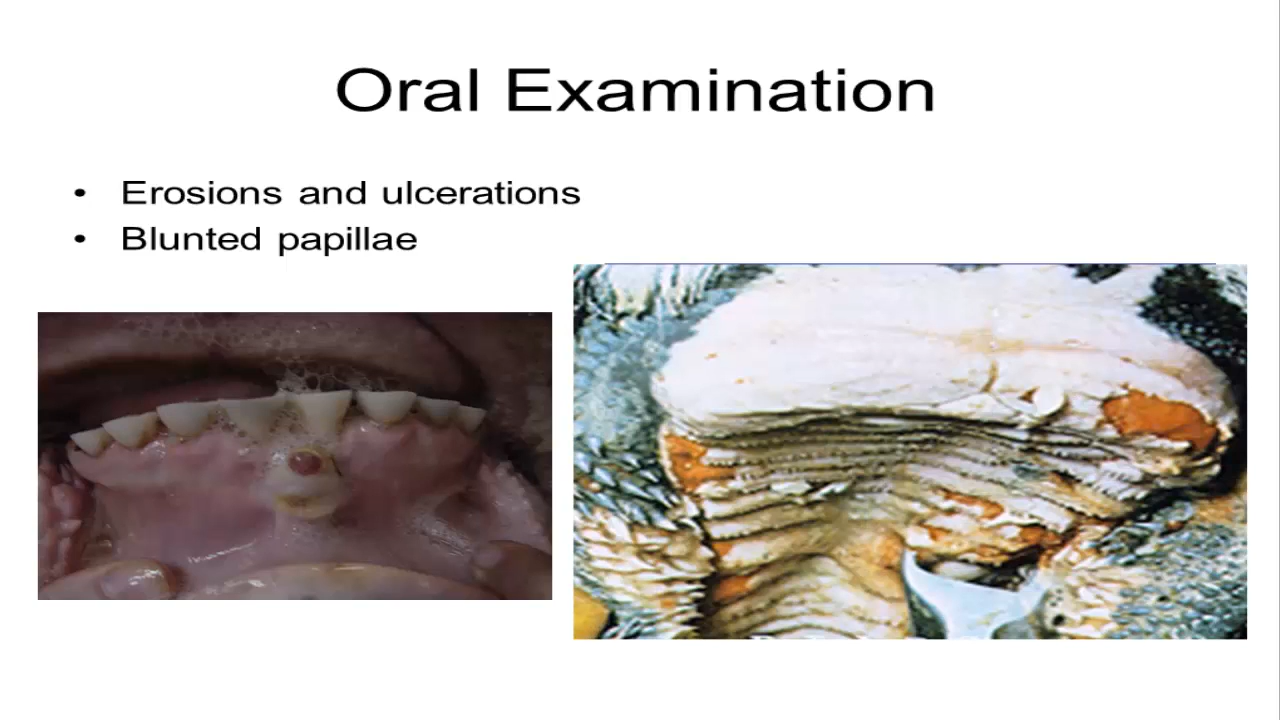 Oral Examination
• Erosions and ulcerations
• Blunted papillae